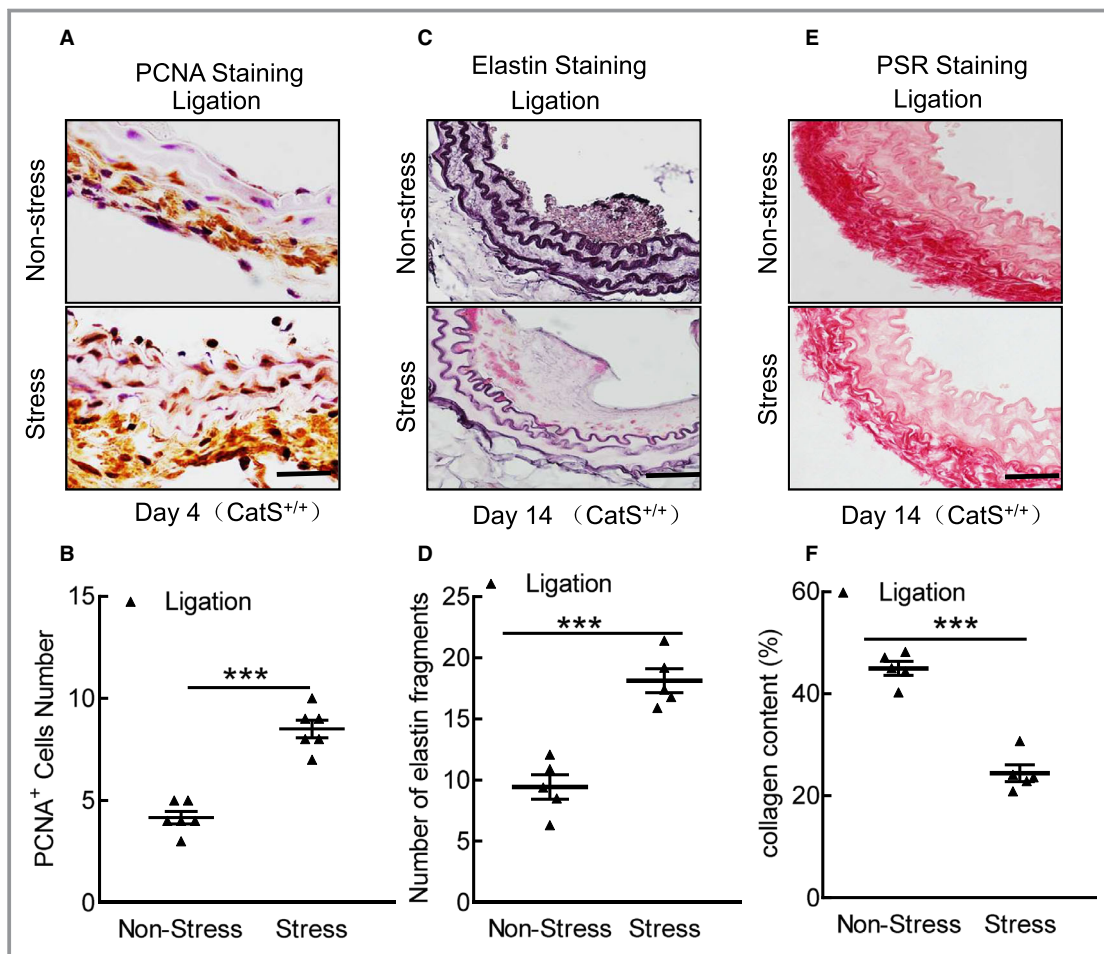 A
PCNA Staining
Ligation
Non-stress
Stress
Day 4（CatS+/+）
C
Elastin Staining
Ligation
Non-stress
Stress
Day 14 （CatS+/+）
E
PSR Staining
Ligation
Non-stress
Stress
Day 14（CatS+/+）
B
PCNA+ Cells Number
15
10
5
0
Ligation
***
Non-Stress Stress
D
Number of elastin fragments
25
20
15
10
5
0
Ligation
***
Non-Stress Stress
F
collagen content (%)
60
40
20
0
Ligation
***
Non-Stress Stress